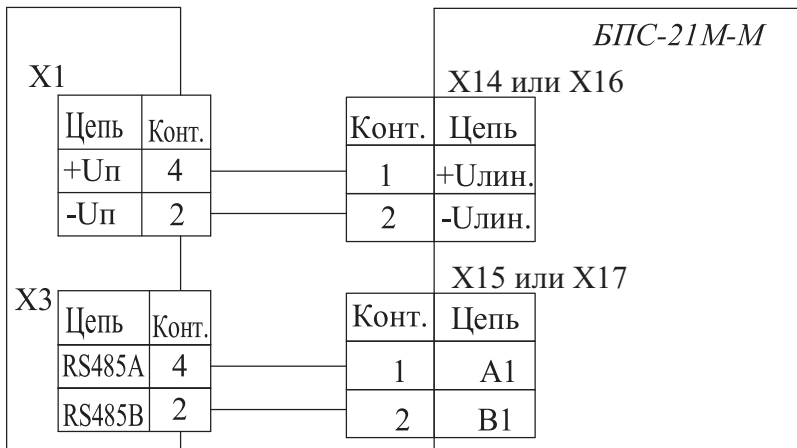 БПС-21М-М
X1
X14 или X16
Цепь Конт.
Конт. Цепь
+Uп 4
1 +Uлин.
-Uп 2
2 -Uлин.
X3
X15 или X17
Цепь Конт.
Конт. Цепь
RS485A 4
1 A1
RS485B 2
2 B1